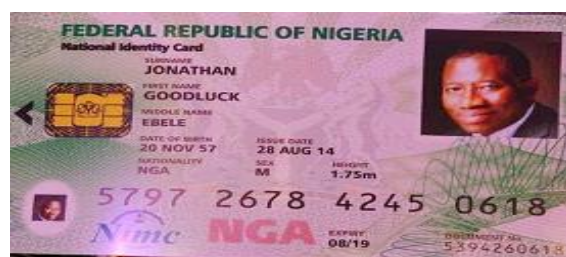 FEDERAL REPUBLIC OF NIGERIA
National Identity Card
SURNAME
JONATHAN
FIRST NAME
GOODLUCK
MIDDLE NAME
EBELE
DATE OF BIRTH ISSUE DATE
20 NOV 57 28 AUG 14
NATIONALITY SEX HEIGHT
NGA M 1.75m
5797 2678 4245 0618
Nimc NGA EXPIRY
08/19
DOCUMENT NO.
5394260618